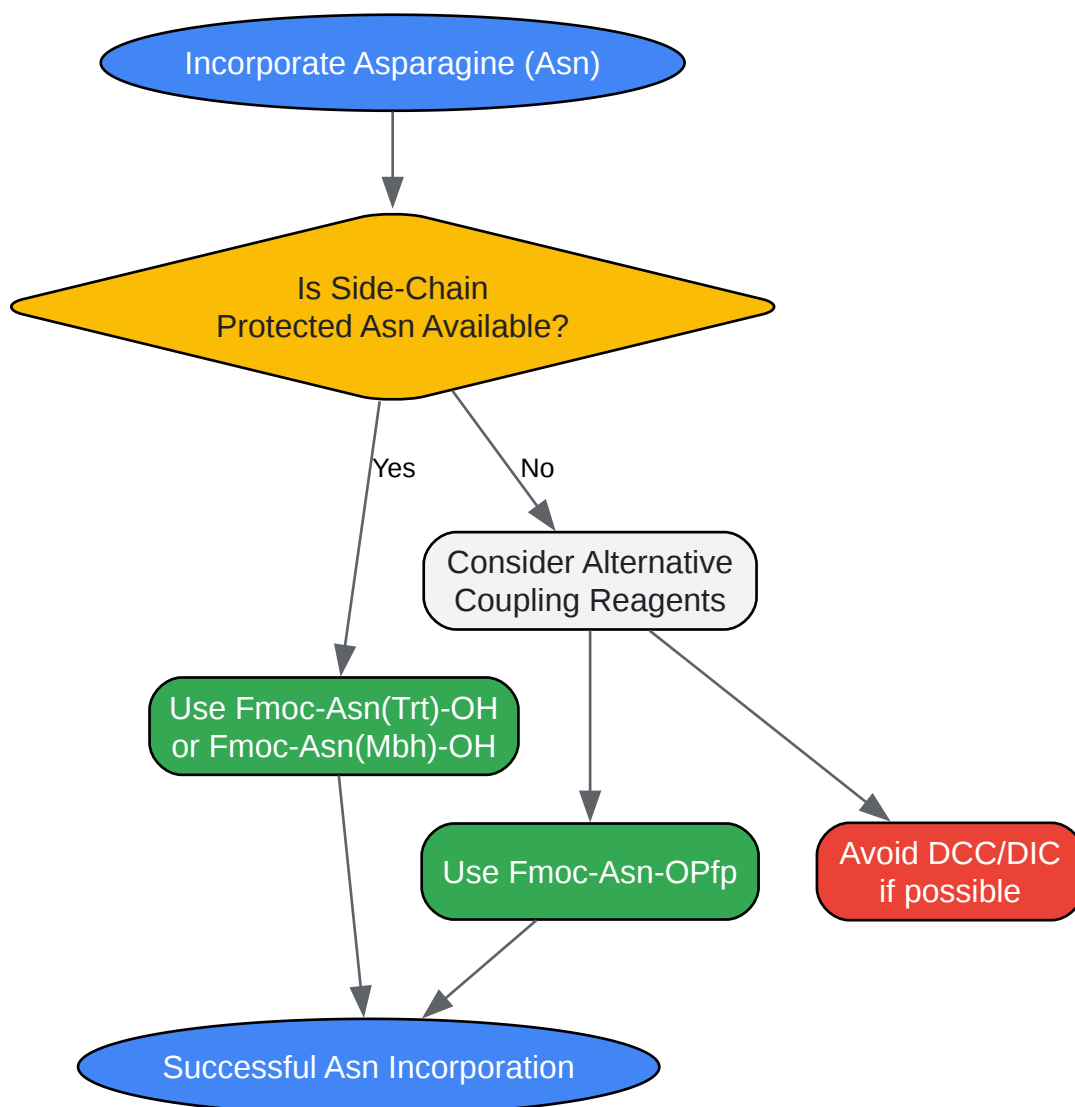 Incorporate Asparagine (Asn)
Is Side-Chain
Protected Asn Available?
Yes
No
Consider Alternative
Coupling Reagents
Use Fmoc-Asn(Trt)-OH
or Fmoc-Asn(Mbh)-OH
Use Fmoc-Asn-OPfp
Avoid DCC/DIC
if possible
Successful Asn Incorporation